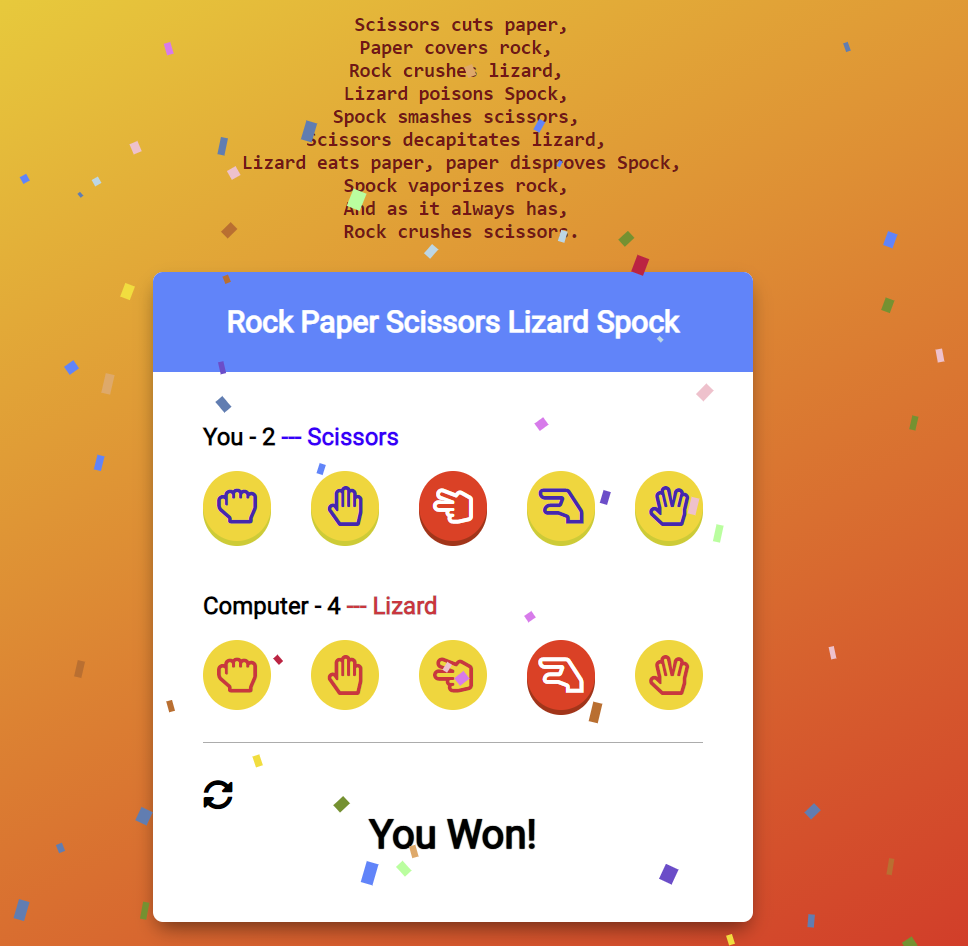 Scissors cuts paper,
Paper covers rock,
Rock crushes lizard,
Lizard poisons Spock,
Spock smashes scissors,
Scissors decapitates lizard,
Lizard eats paper, paper disproves Spock,
Spock vaporizes rock,
And as it always has,
Rock crushes scissors.
Rock Paper Scissors Lizard Spock
You - 2 --- Scissors
Computer - 4 --- Lizard
You Won!